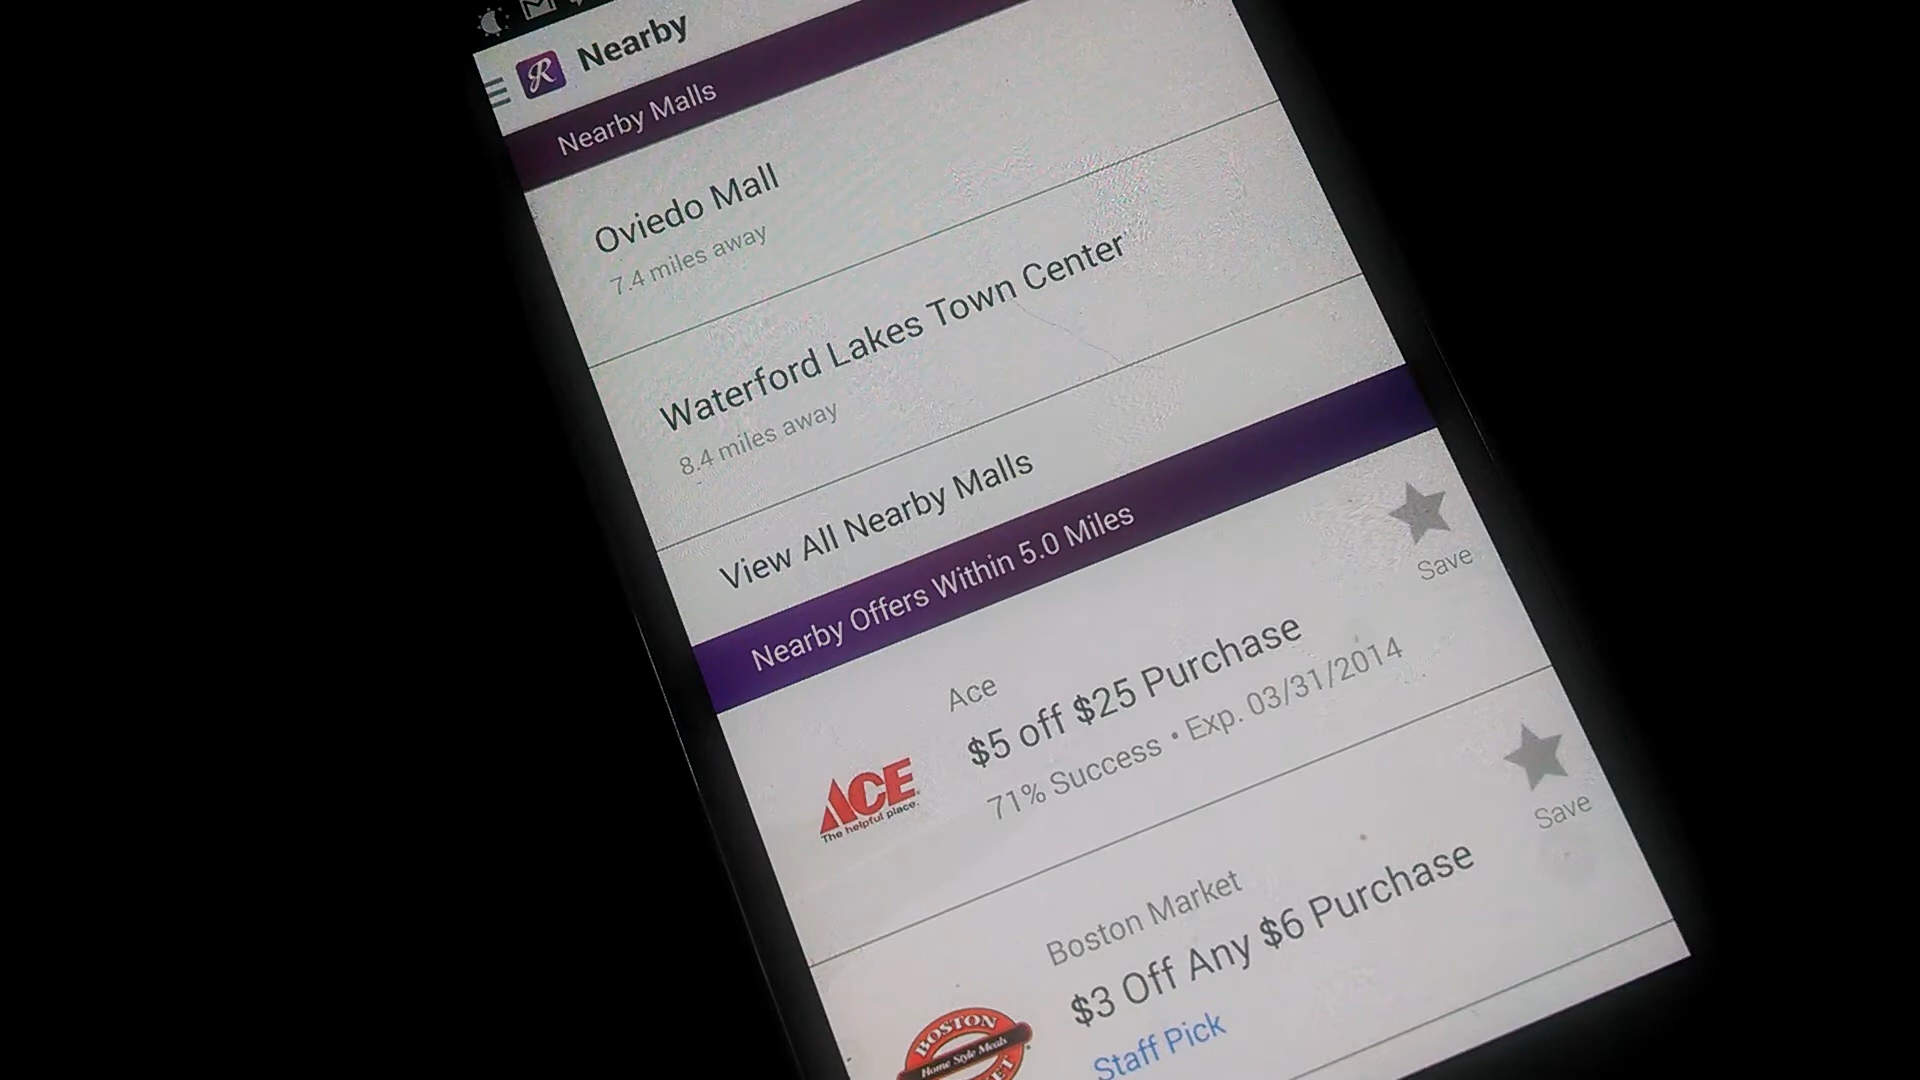 R Nearby
Nearby Malls
Oviedo Mall
7.4 miles away
Waterford Lakes Town Center
8.4 miles away
View All Nearby Malls
Nearby Offers Within 5.0 Miles
Ace
$5 off $25 Purchase
71% Success • Exp. 03/31/2014
Save
ACE
The helpful place.
Boston Market
$3 Off Any $6 Purchase
Staff Pick
Save
BOSTON
Home Style Meals